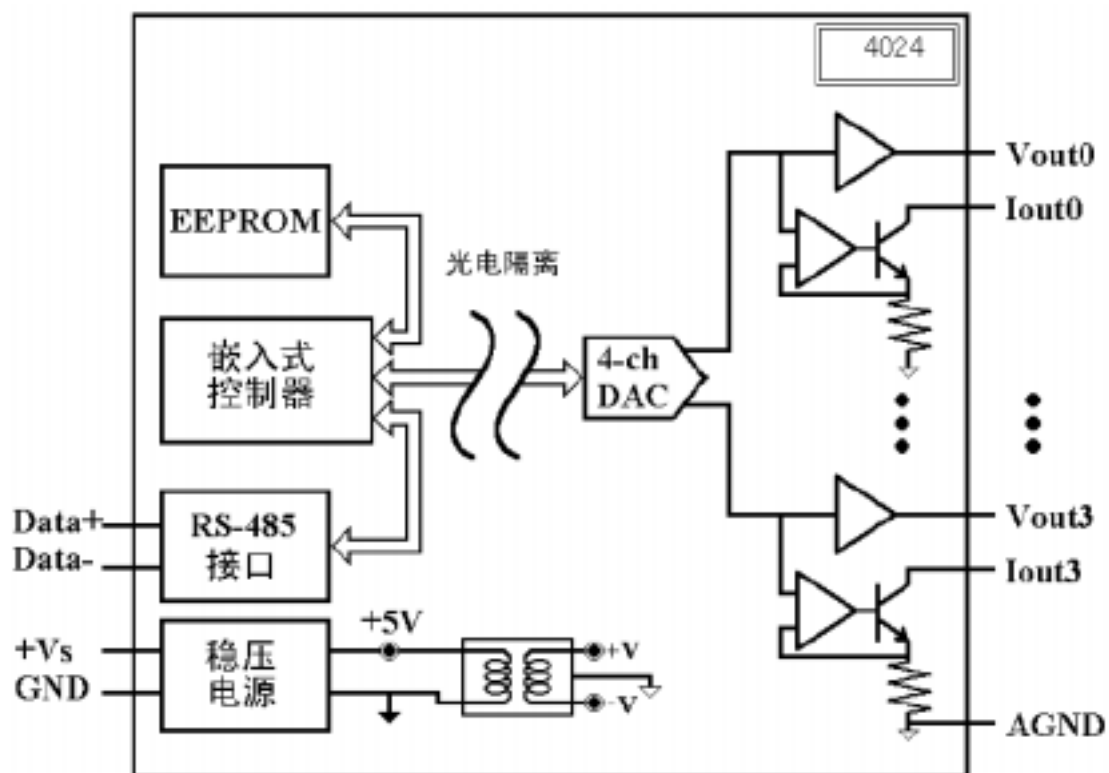 4024
Vout0
Iout0
EEPROM
光电隔离
嵌入式
控制器
4-ch
DAC
Data+
Data-
RS-485
接口
Vout3
Iout3
+Vs
GND
稳压
电源
+5V
+V
-V
AGND